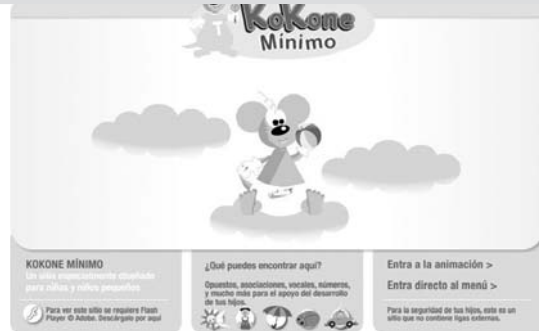 KoKone
Mínimo
T
KOKONE MÍNIMO
Un sitio especialmente diseñado
para niñas y niños pequeños
Para ver este sitio se requiere Flash
Player © Adobe. Descárgalo por aquí
¿Qué puedes encontrar aquí?
Opuestos, asociaciones, vocales, números,
y mucho más para el apoyo del desarrollo
de tus hijos.
Entra a la animación >
Entra directo al menú >
Para la seguridad de tus hijos, este es un
sitio que no contiene ligas externas.